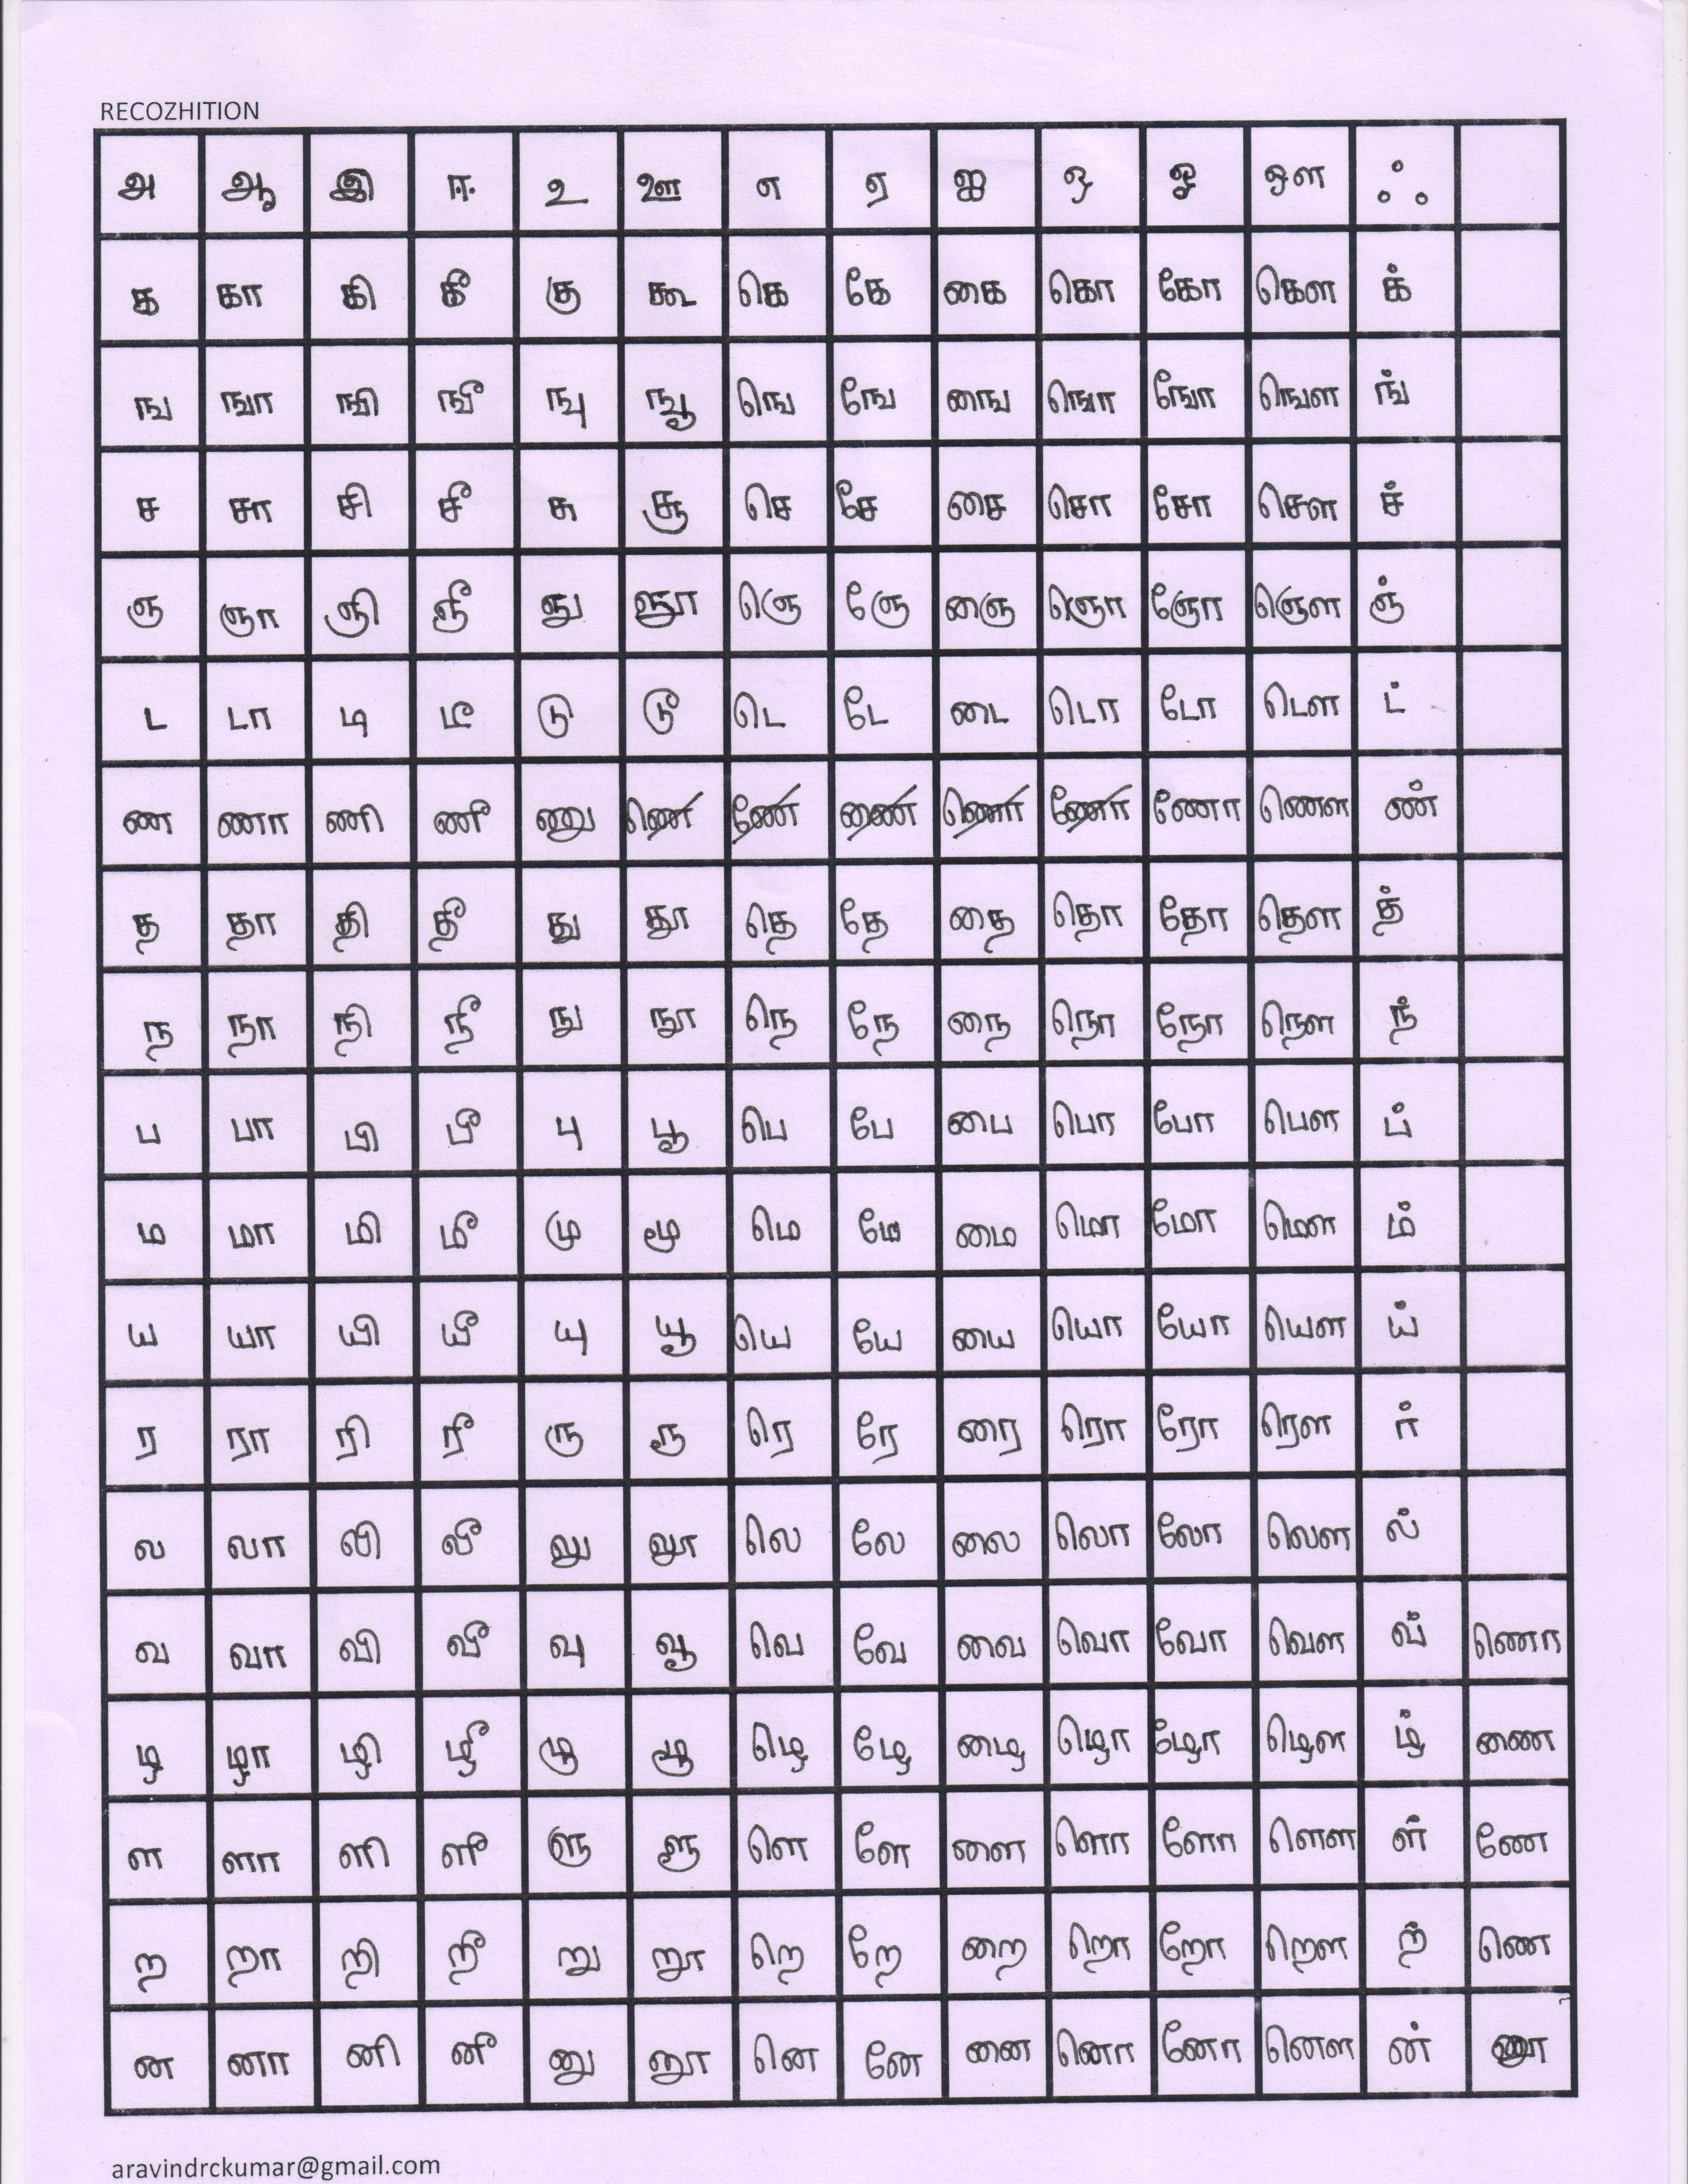 RECOZHITION
அ ஆ இ ஈ உ ஊ எ ஏ ஐ ஒ ஓ ஔ ஃ
க கா கி கீ கு கூ கெ கே கை கொ கோ கௌ க்
ங ஙா ஙி ஙீ ஙு ஙூ ஙெ ஙே ஙை ஙொ ஙோ ஙௌ ங்
ச சா சி சீ சு சூ செ சே சை சொ சோ சௌ ச்
ஞ ஞா ஞி ஞீ ஞு ஞூ ஞெ ஞே ஞை ஞொ ஞோ ஞௌ ஞ்
ட டா டி டீ டு டூ டெ டே டை டொ டோ டௌ ட்
ண ணா ணி ணீ ணு ணெ ணே ணை ணொ ணோ ணோ ணௌ ண்
த தா தி தீ து தூ தெ தே தை தொ தோ தௌ த்
ந நா நி நீ நு நூ நெ நே நை நொ நோ நௌ ந்
ப பா பி பீ பு பூ பெ பே பை பொ போ பௌ ப்
ம மா மி மீ மு மூ மெ மே மை மொ மோ மௌ ம்
ய யா யி யீ யு யூ யெ யே யை யொ யோ யௌ ய்
ர ரா ரி ரீ ரு ரூ ரெ ரே ரை ரொ ரோ ரௌ ர்
ல லா லி லீ லு லூ லெ லே லை லொ லோ லௌ ல்
வ வா வி வீ வு வூ வெ வே வை வொ வோ வௌ வ் ணொ
ழ ழா ழி ழீ ழு ழூ ழெ ழே ழை ழொ ழோ ழௌ ழ் ணை
ள ளா ளி ளீ ளு ளூ ளெ ளே ளை ளொ ளோ ளௌ ள் ணே
ற றா றி றீ று றூ றெ றே றை றொ றோ றௌ ற் ணெ
ன னா னி னீ னு னூ னெ னே னை னொ னோ னௌ ன் ணூ
aravindrckumar@gmail.com